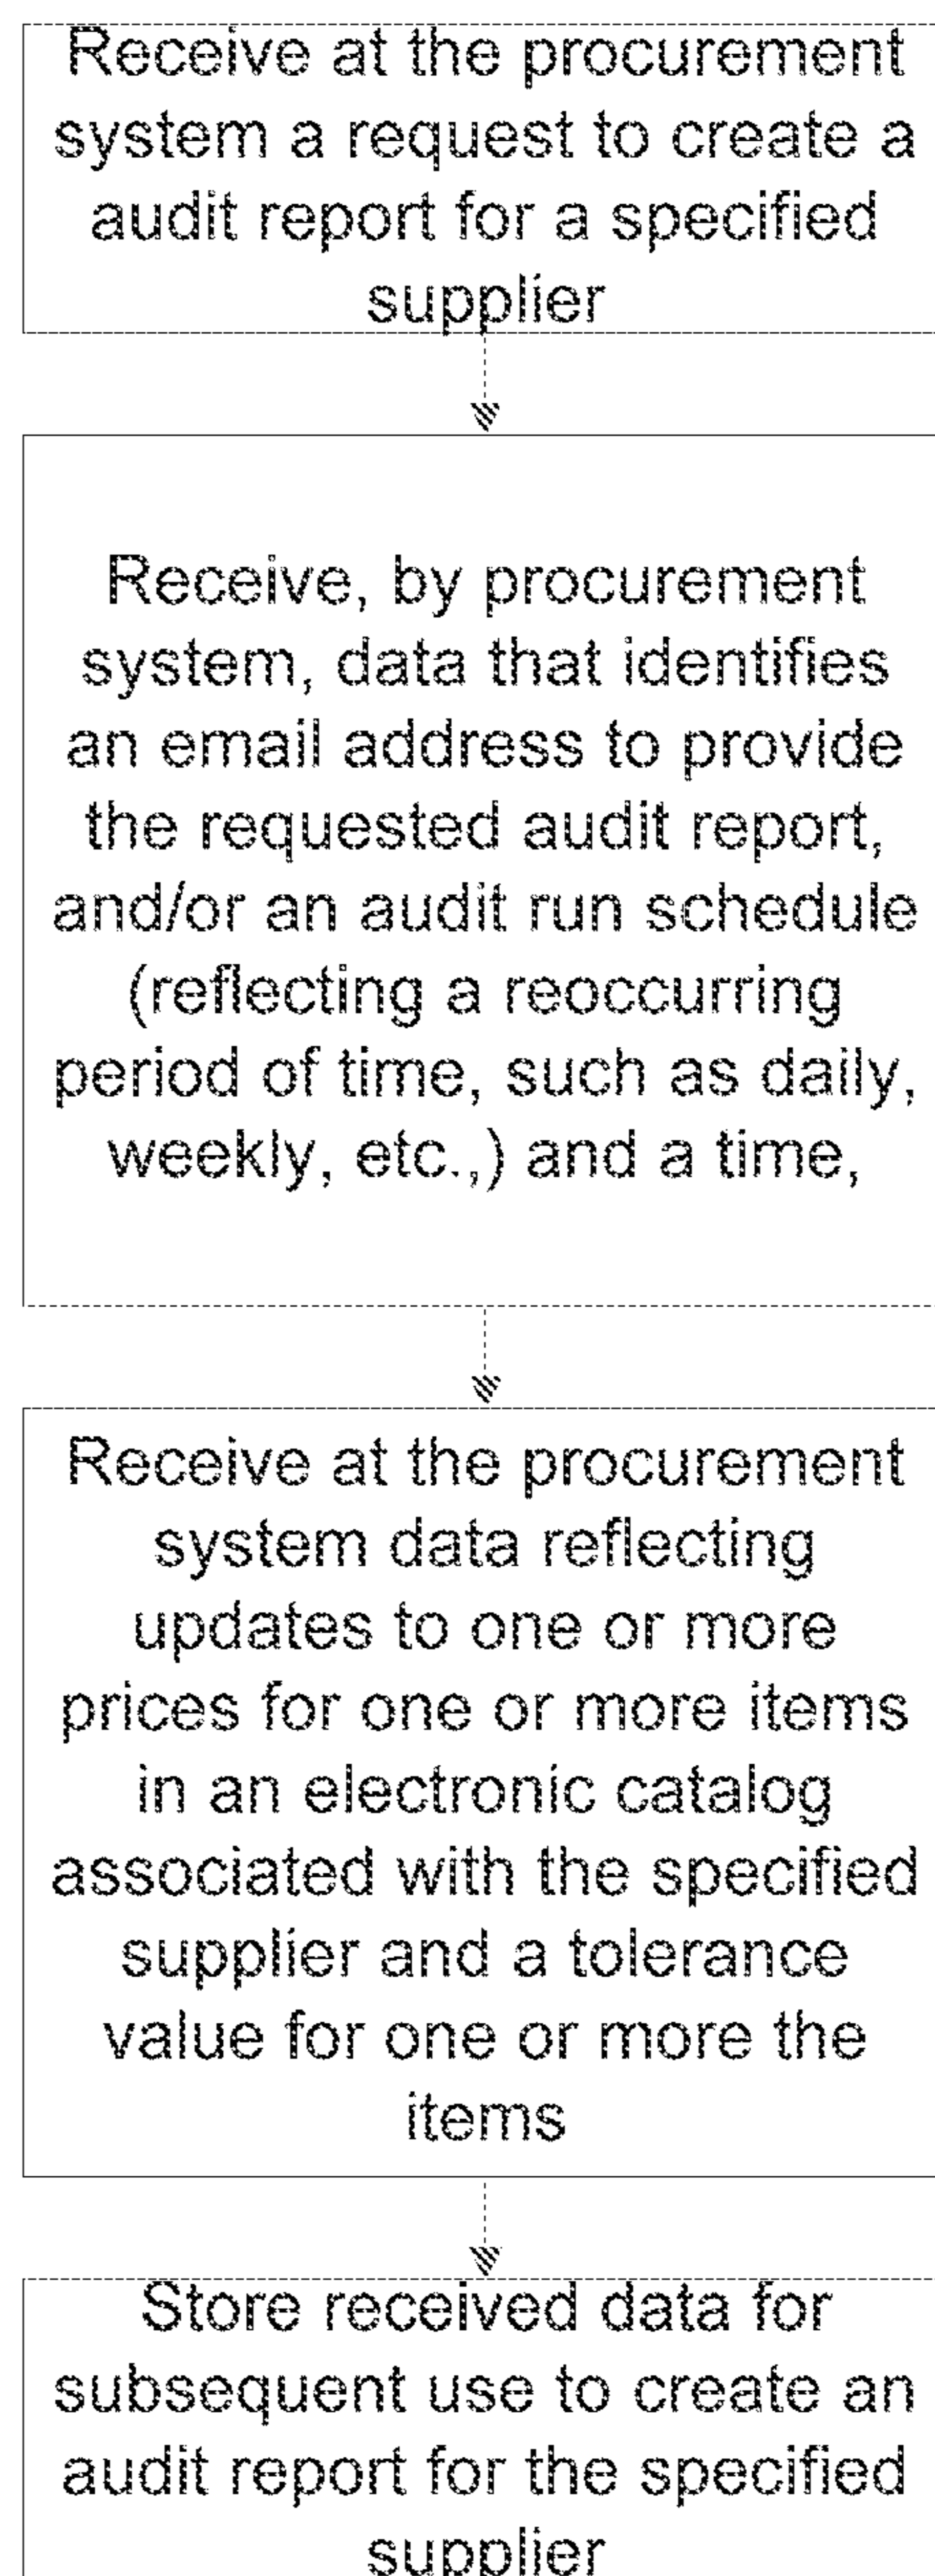 Receive at the procurement
system a request to create a
audit report for a specified
supplier
Receive, by procurement
system, data that identifies
an email address to provide
the requested audit report,
and/or an audit run schedule
(reflecting a reoccurring
period of time, such as daily,
weekly, etc.,) and a time,
Receive at the procurement
system data reflecting
updates to one or more
prices for one or more items
in an electronic catalog
associated with the specified
supplier and a tolerance
value for one or more the
items
Store received data for
subsequent use to create an
audit report for the specified
supplier